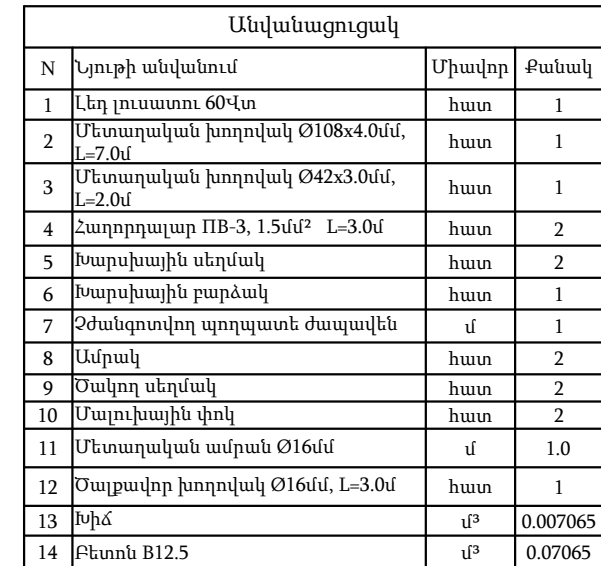 Անվանացուցակ
N Նյութի անվանում Միավոր Քանակ
1 Լեդ լուսատու 60Վտ հատ 1
2 Մետաղական խողովակ Ø108x4.0մմ, L=7.0մ հատ 1
3 Մետաղական խողովակ Ø42x3.0մմ, L=2.0մ հատ 1
4 Հաղորդալար ПВ-3, 1.5մմ² L=3.0մ հատ 2
5 Խարսխային սեղմակ հատ 2
6 Խարսխային բարձակ հատ 1
7 Չժանգոտվող պողպատե ժապավեն մ 1
8 Ամրակ հատ 2
9 Ծակող սեղմակ հատ 2
10 Մալուխային փոկ հատ 2
11 Մետաղական ամրան Ø16մմ մ 1.0
12 Ծալքավոր խողովակ Ø16մմ, L=3.0մ հատ 1
13 Խիճ մ³ 0.007065
14 Բետոն B12.5 մ³ 0.07065